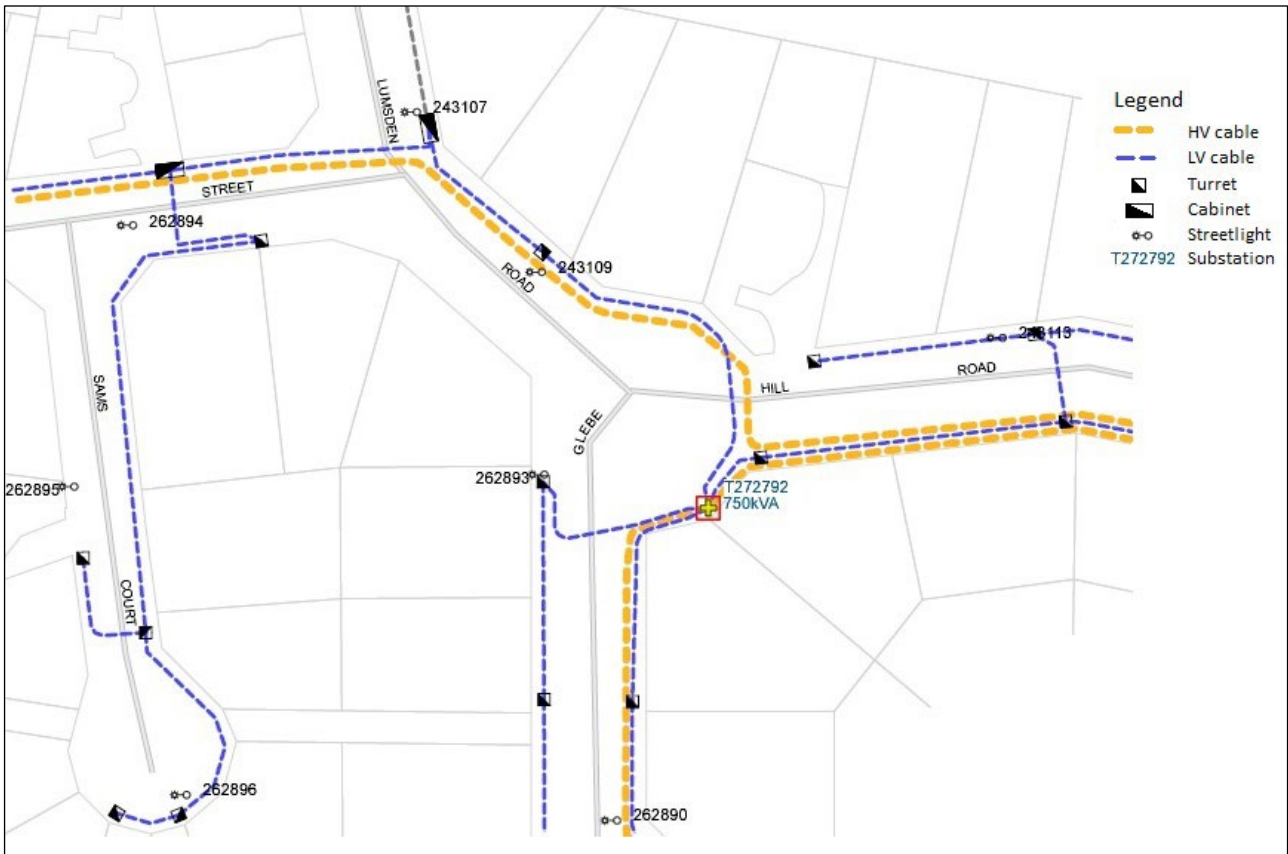 243107
LUMSDEN
STREET
262894
243109
ROAD
Legend
HV cable
LV cable
Turret
Cabinet
Streetlight
T272792 Substation
HILL
ROAD
SAMS
GLEBE
262895
262893
T272792
750kVA
COURT
262896
262890